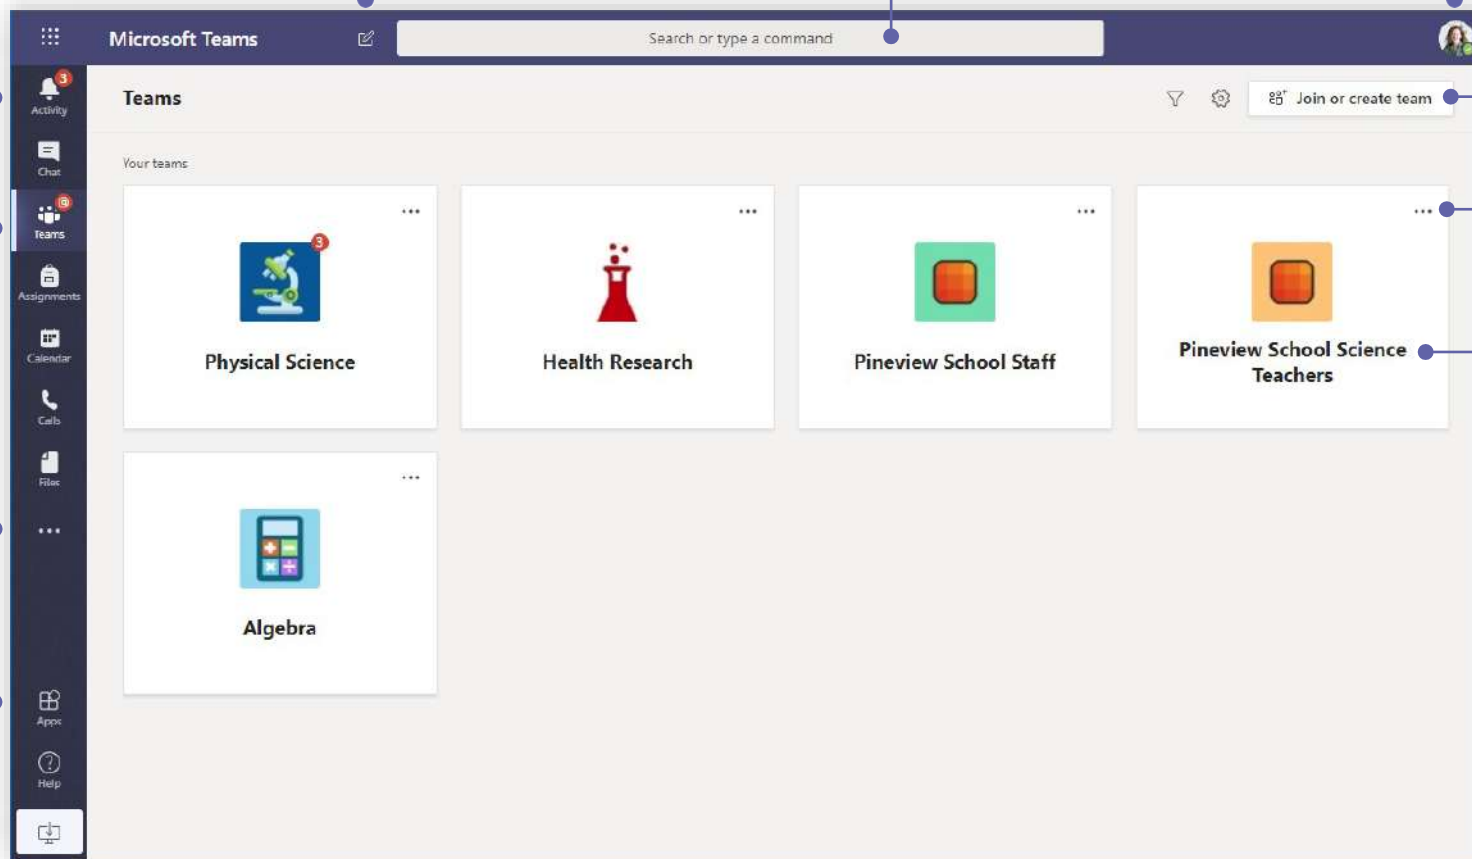 Microsoft Teams
Search or type a command
3
Activity
Chat
@
Teams
Assignments
Calendar
Calls
Files
Apps
Help
Teams
Join or create team
Your teams
3
Physical Science
Health Research
Pineview School Staff
Pineview School Science
Teachers
Algebra